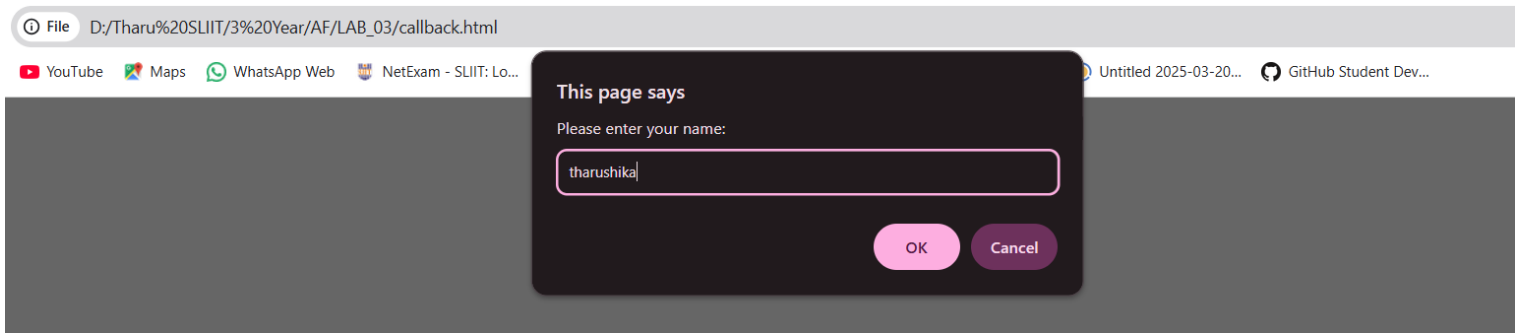 File D:/Tharu%20SLIIT/3%20Year/AF/LAB_03/callback.html
YouTube Maps WhatsApp Web NetExam - SLIIT: Lo... Untitled 2025-03-20... GitHub Student Dev...
This page says
Please enter your name:
tharushika
OK Cancel